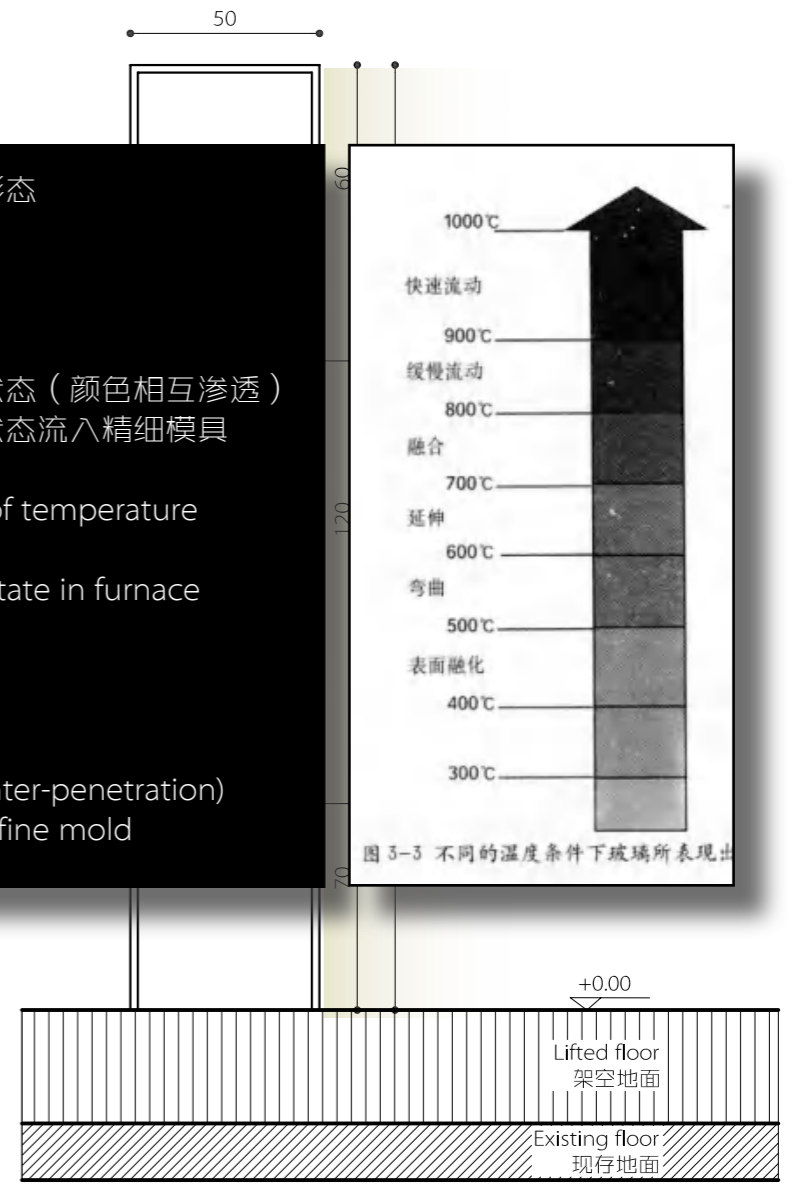 50
60
120
70
形态
状态（颜色相互渗透）
状态流入精细模具
of temperature
tate in furnace
nter-penetration)
fine mold
1000℃
快速流动
900℃
缓慢流动
800℃
融合
700℃
延伸
600℃
弯曲
500℃
表面融化
400℃
300℃
图 3-3 不同的温度条件下玻璃所表现出
+0.00
Lifted floor
架空地面
Existing floor
现存地面